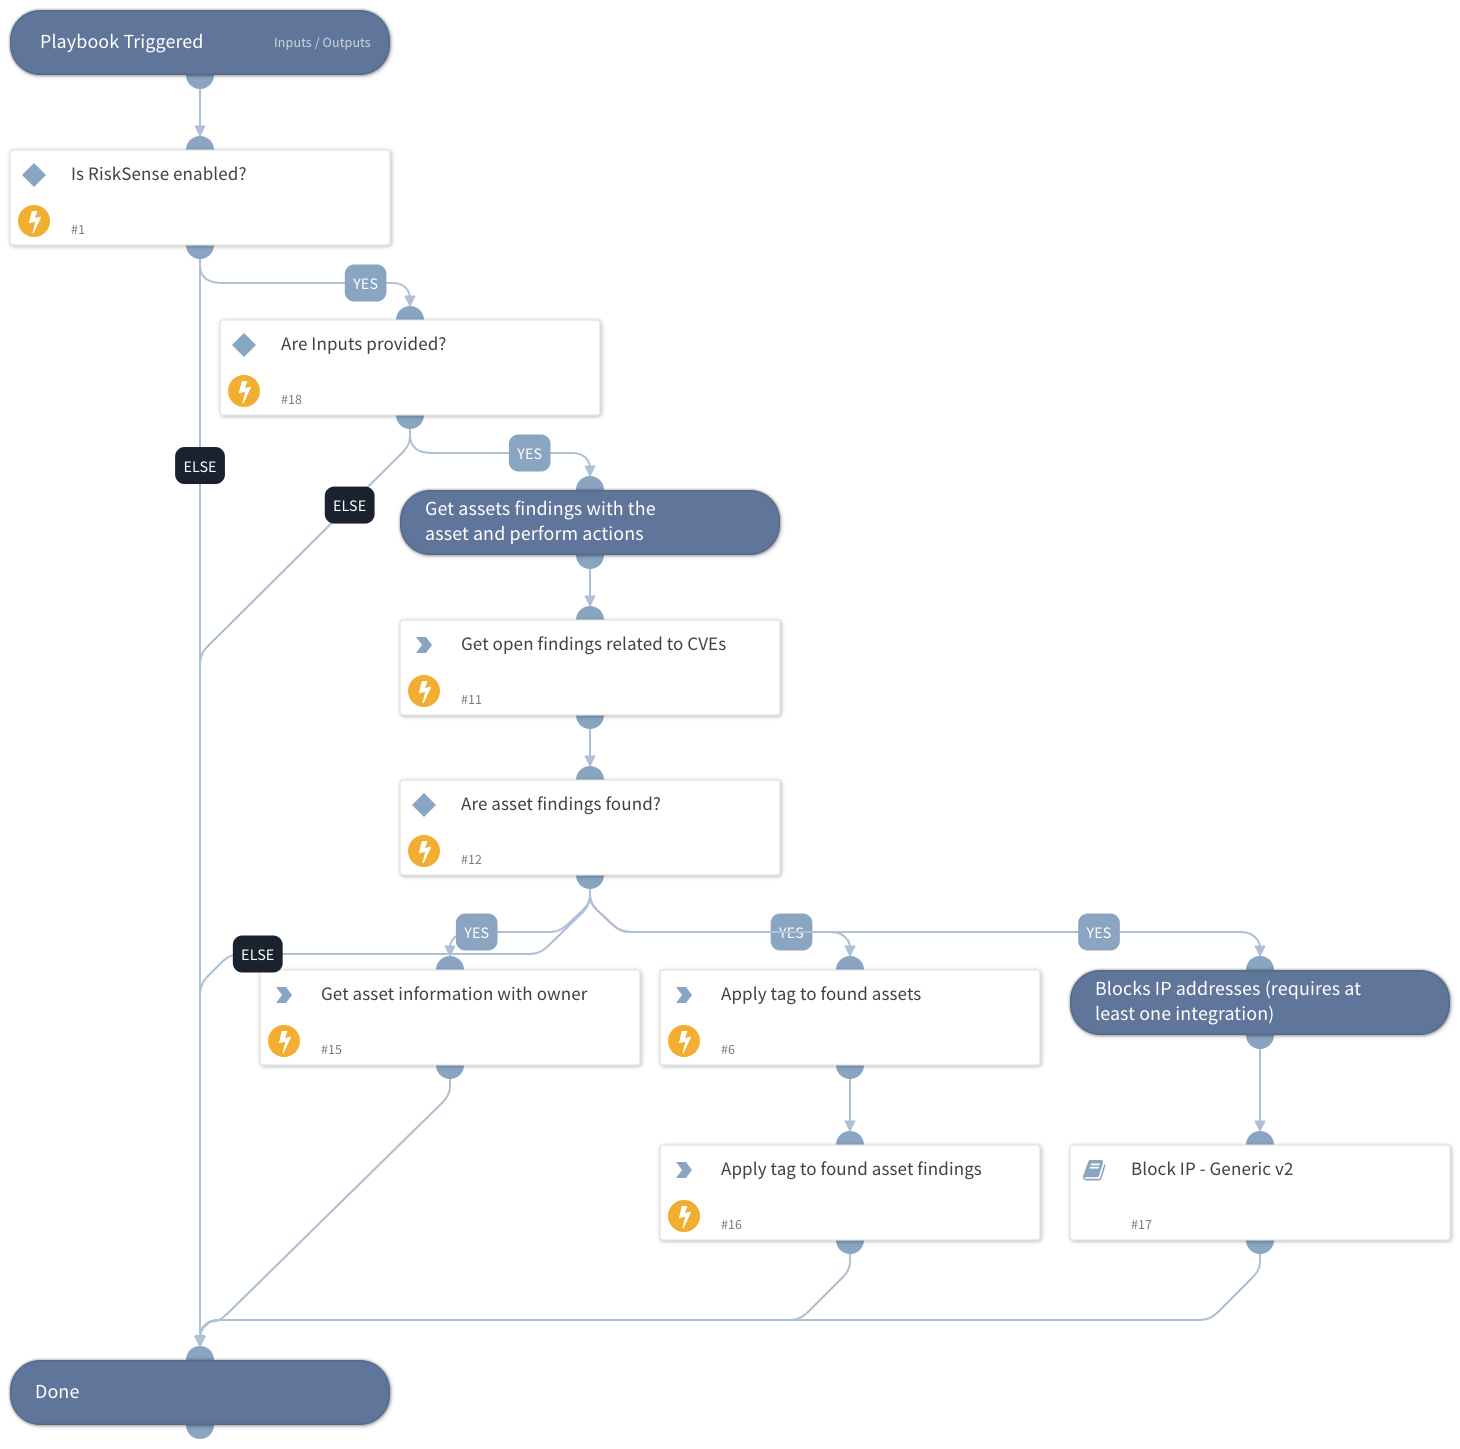 Playbook Triggered
Inputs / Outputs
Is RiskSense enabled?
#1
YES
Are Inputs provided?
#18
ELSE
YES
ELSE
Get assets findings with the
asset and perform actions
Get open findings related to CVEs
#11
Are asset findings found?
#12
YES
YES
YES
ELSE
Get asset information with owner
#15
Apply tag to found assets
#6
Blocks IP addresses (requires at
least one integration)
Apply tag to found asset findings
#16
Block IP - Generic v2
#17
Done